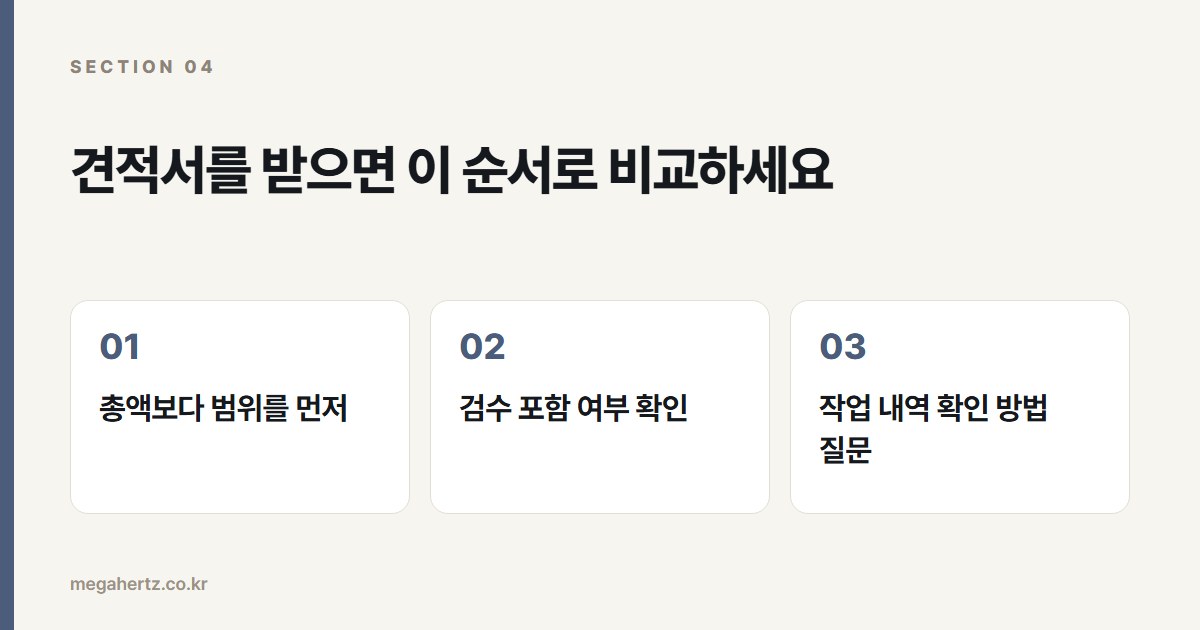 SECTION 04
견적서를 받으면 이 순서로 비교하세요
01
총액보다 범위를 먼저
02
검수 포함 여부 확인
03
작업 내역 확인 방법
질문
megahertz.co.kr